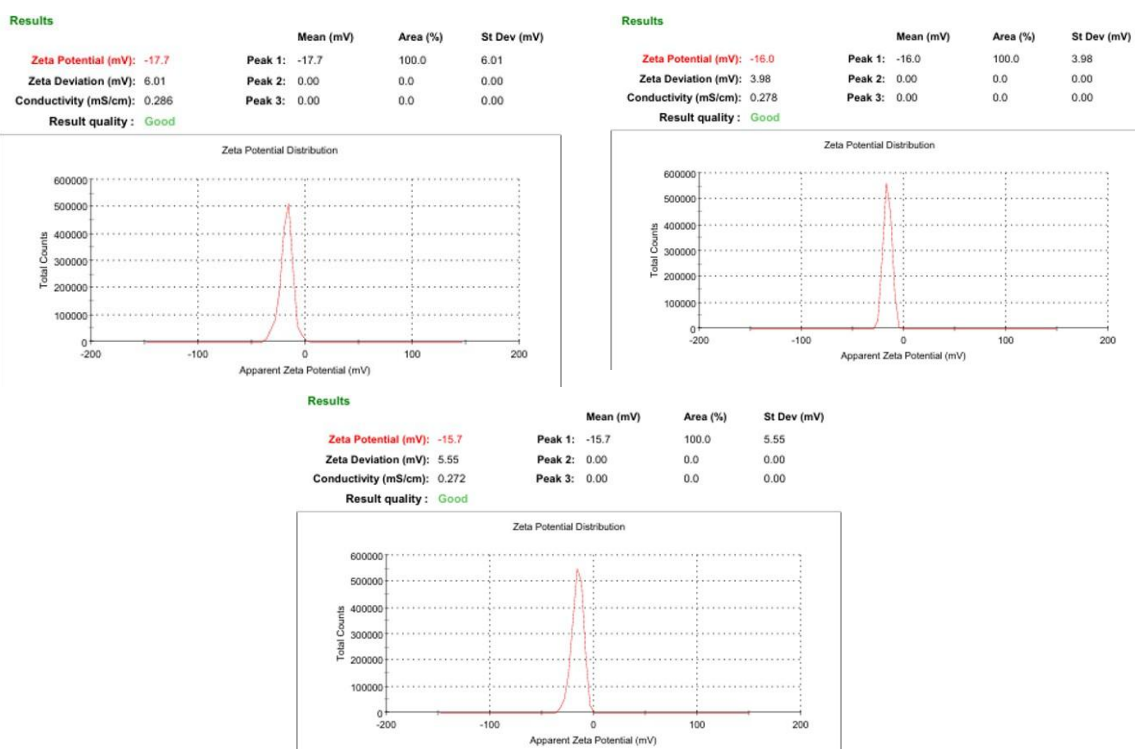 Results
Mean (mV) Area (%) St Dev (mV)
Zeta Potential (mV): -17.7 Peak 1: -17.7 100.0 6.01
Zeta Deviation (mV): 6.01 Peak 2: 0.00 0.0 0.00
Conductivity (mS/cm): 0.286 Peak 3: 0.00 0.0 0.00
Result quality : Good
Zeta Potential Distribution
600000
500000
400000
300000
200000
100000
0
Total Counts
-200 -100 0 100 200
Apparent Zeta Potential (mV)
Results
Mean (mV) Area (%) St Dev (mV)
Zeta Potential (mV): -16.0 Peak 1: -16.0 100.0 3.98
Zeta Deviation (mV): 3.98 Peak 2: 0.00 0.0 0.00
Conductivity (mS/cm): 0.278 Peak 3: 0.00 0.0 0.00
Result quality : Good
Zeta Potential Distribution
600000
500000
400000
300000
200000
100000
0
Total Counts
-200 -100 0 100 200
Apparent Zeta Potential (mV)
Results
Mean (mV) Area (%) St Dev (mV)
Zeta Potential (mV): -15.7 Peak 1: -15.7 100.0 5.55
Zeta Deviation (mV): 5.55 Peak 2: 0.00 0.0 0.00
Conductivity (mS/cm): 0.272 Peak 3: 0.00 0.0 0.00
Result quality : Good
Zeta Potential Distribution
600000
500000
400000
300000
200000
100000
0
Total Counts
-200 -100 0 100 200
Apparent Zeta Potential (mV)